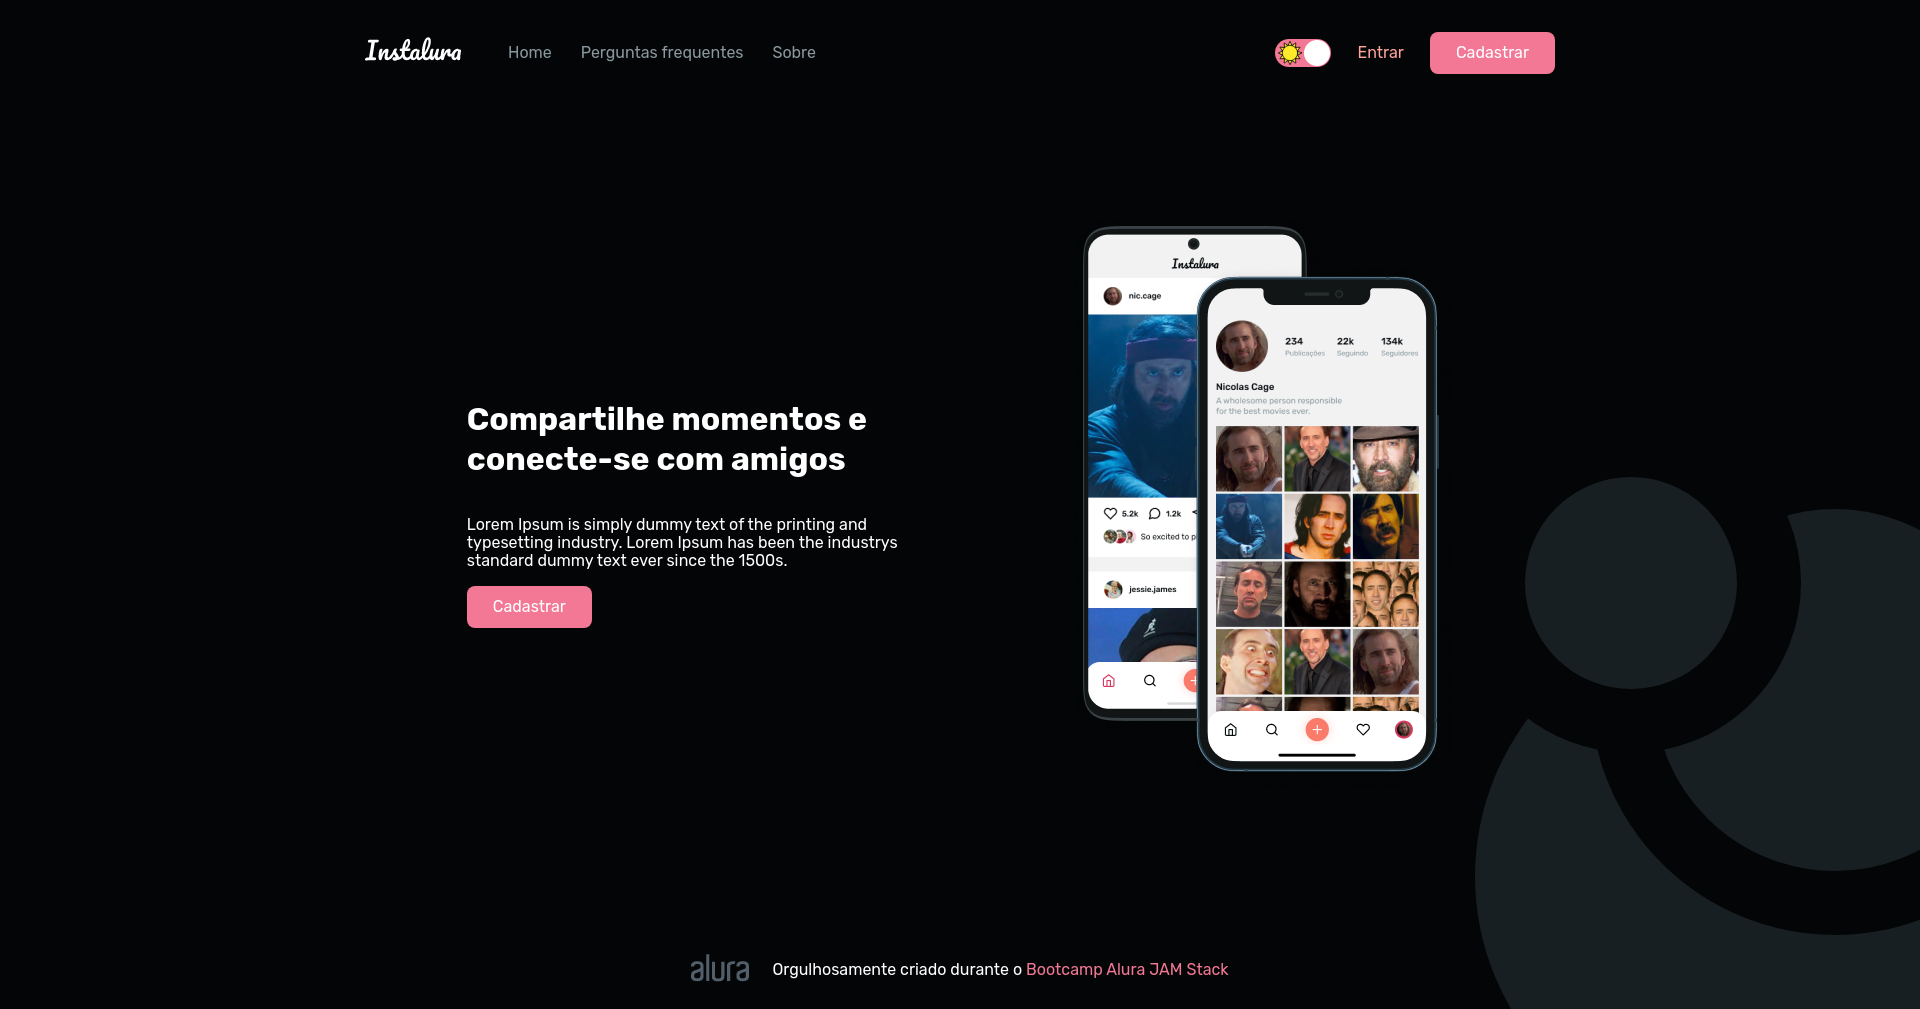 Instalura
Home
Perguntas frequentes
Sobre
Entrar
Cadastrar
Compartilhe momentos e
conecte-se com amigos
Lorem Ipsum is simply dummy text of the printing and
typesetting industry. Lorem Ipsum has been the industrys
standard dummy text ever since the 1500s.
Cadastrar
Instalura
nic.cage
5.2k
1.2k
So excited to p
jessie.james
234
22k
134k
Publicações
Seguindo
Seguidores
Nicolas Cage
A wholesome person responsible
for the best movies ever.
alura
Orgulhosamente criado durante o Bootcamp Alura JAM Stack